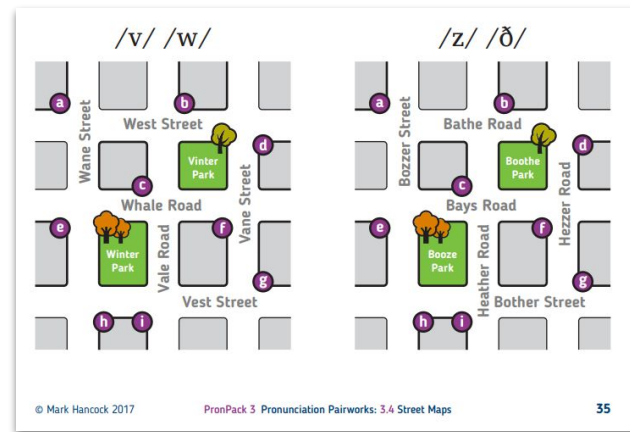 /v/ /w/
a
b
Wane Street
West Street
Vinter
Park
d
c
Vane Street
Whale Road
e
f
Winter
Park
Vale Road
g
Vest Street
h
i
/z/ /ð/
a
b
Bozzer Street
Bathe Road
Boothe
Park
d
c
Hezzer Road
Bays Road
e
f
Booze
Park
Heather Road
g
Bother Street
h
i
© Mark Hancock 2017
PronPack 3 Pronunciation Pairworks: 3.4 Street Maps
35